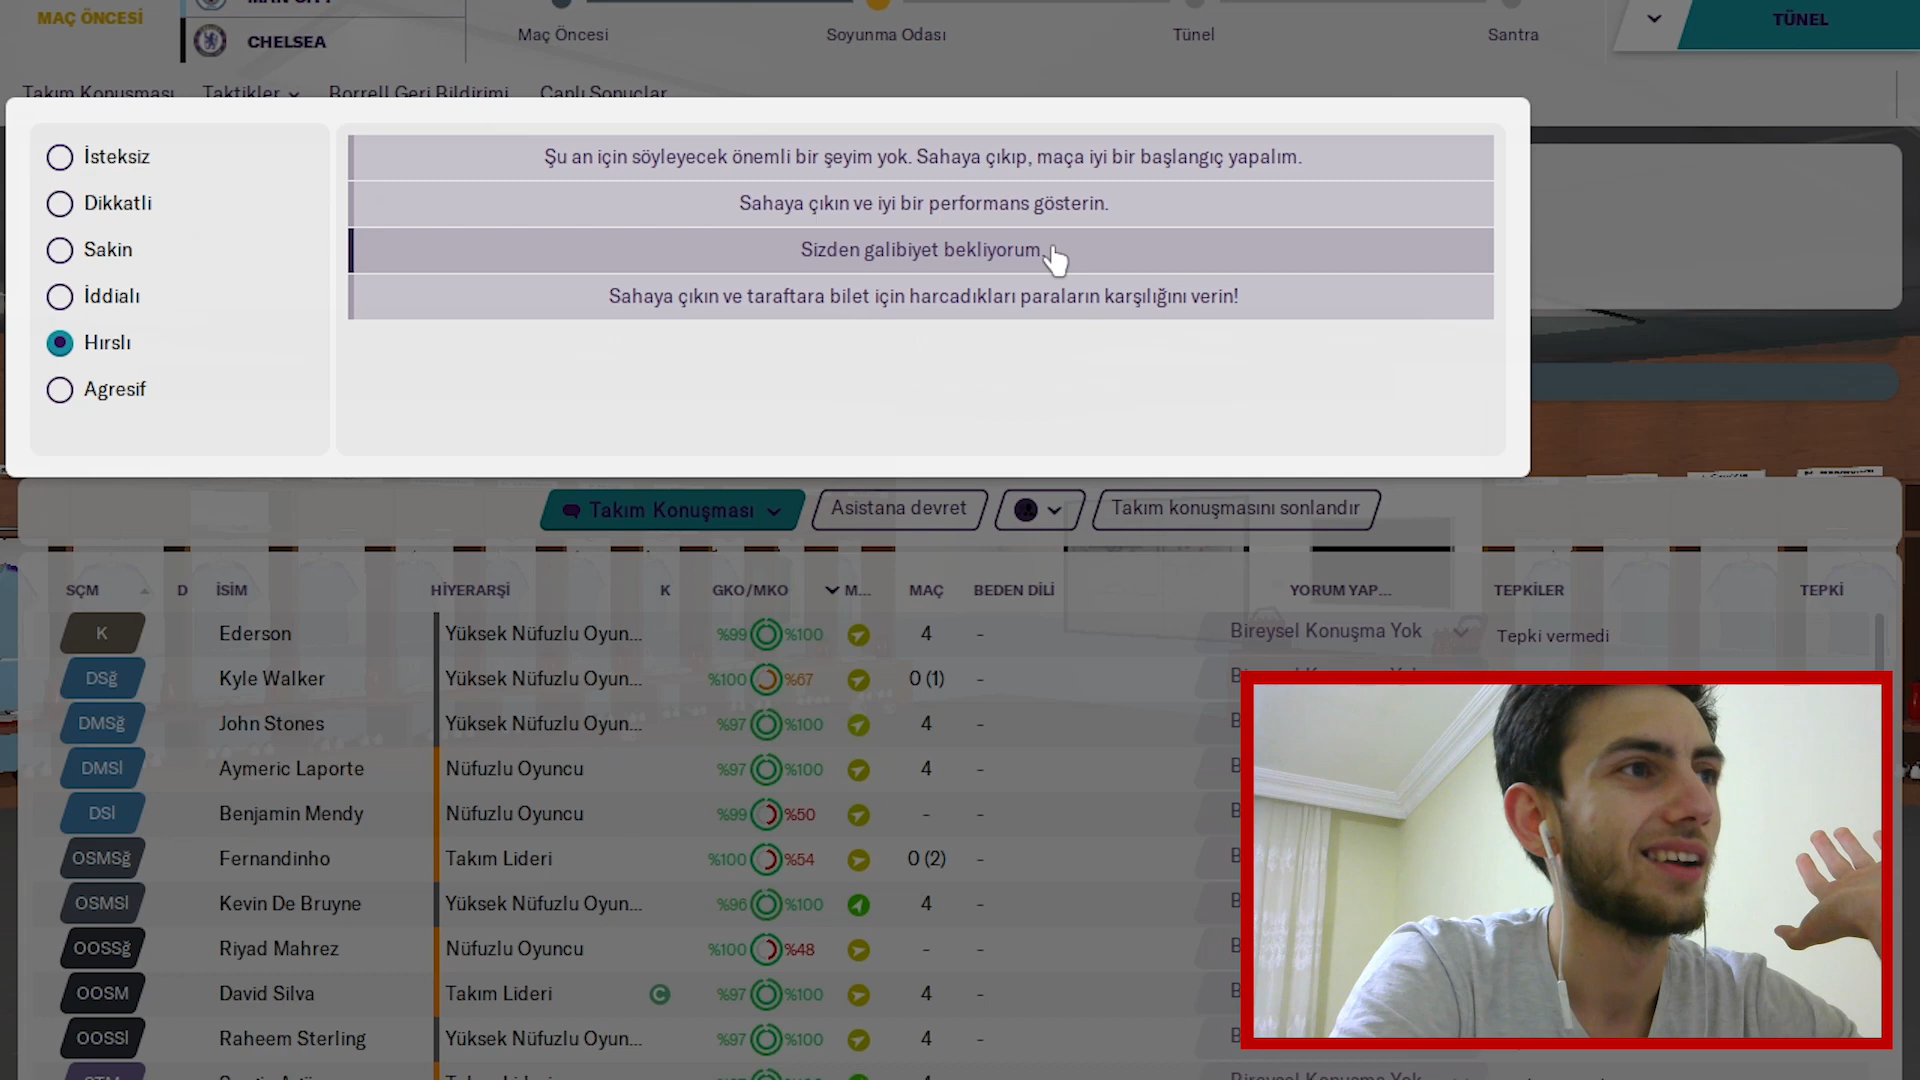 MAÇ ÖNCESİ
MAN CITY
CHELSEA
Maç Öncesi
Soyunma Odası
Tünel
Santra
TÜNEL
Takım Konuşması
Taktikler
Borrell Geri Bildirimi
Canlı Sonuçlar
İsteksiz
Dikkatli
Sakin
İddialı
Hırslı
Agresif
Şu an için söyleyecek önemli bir şeyim yok. Sahaya çıkıp, maça iyi bir başlangıç yapalım.
Sahaya çıkın ve iyi bir performans gösterin.
Sizden galibiyet bekliyorum.
Sahaya çıkın ve taraftara bilet için harcadıkları paraların karşılığını verin!
Takım Konuşması
Asistana devret
Takım konuşmasını sonlandır
SÇM D İSİM HİYERARŞİ K GKO/MKO M... MAÇ BEDEN DİLİ YORUM YAP... TEPKİLER TEPKİ
K Ederson Yüksek Nüfuzlu Oyun... %99 %100 4 - Bireysel Konuşma Yok Tepki vermedi
DSğ Kyle Walker Yüksek Nüfuzlu Oyun... %100 %67 0 (1) - B
DMSğ John Stones Yüksek Nüfuzlu Oyun... %97 %100 4 - B
DMSl Aymeric Laporte Nüfuzlu Oyuncu %97 %100 4 - B
DSl Benjamin Mendy Nüfuzlu Oyuncu %99 %50 - - B
OSMSğ Fernandinho Takım Lideri %100 %54 0 (2) - B
OSMSl Kevin De Bruyne Yüksek Nüfuzlu Oyun... %96 %100 4 - B
OOSSğ Riyad Mahrez Nüfuzlu Oyuncu %100 %48 - - B
OOSM David Silva Takım Lideri C %97 %100 4 - B
OOSSl Raheem Sterling Yüksek Nüfuzlu Oyun... %97 %100 4 - B